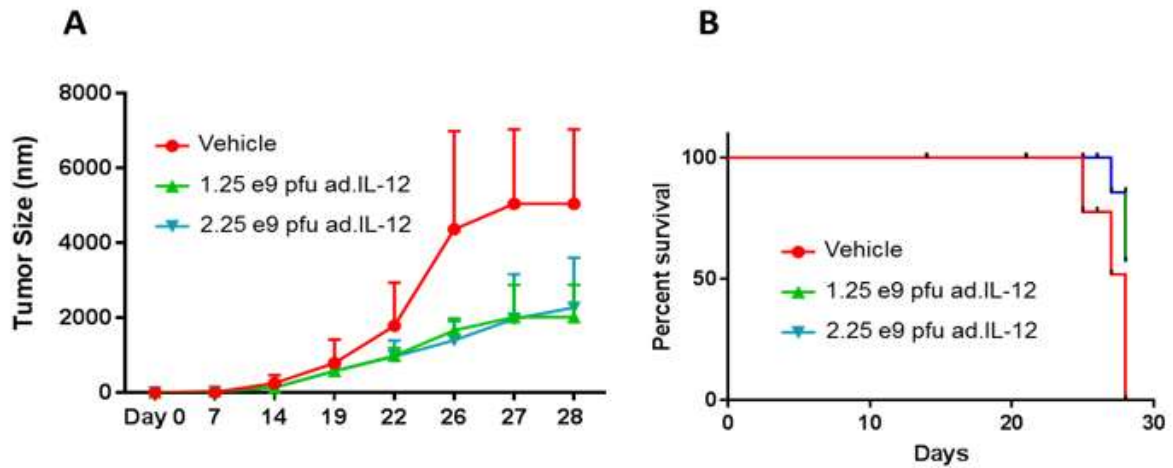 A
8000
6000
4000
2000
0
Tumor Size (nm)
Vehicle
1.25 e9 pfu ad.IL-12
2.25 e9 pfu ad.IL-12
Day 0 7 14 19 22 26 27 28
B
100
50
0
Percent survival
Vehicle
1.25 e9 pfu ad.IL-12
2.25 e9 pfu ad.IL-12
0 10 20 30
Days